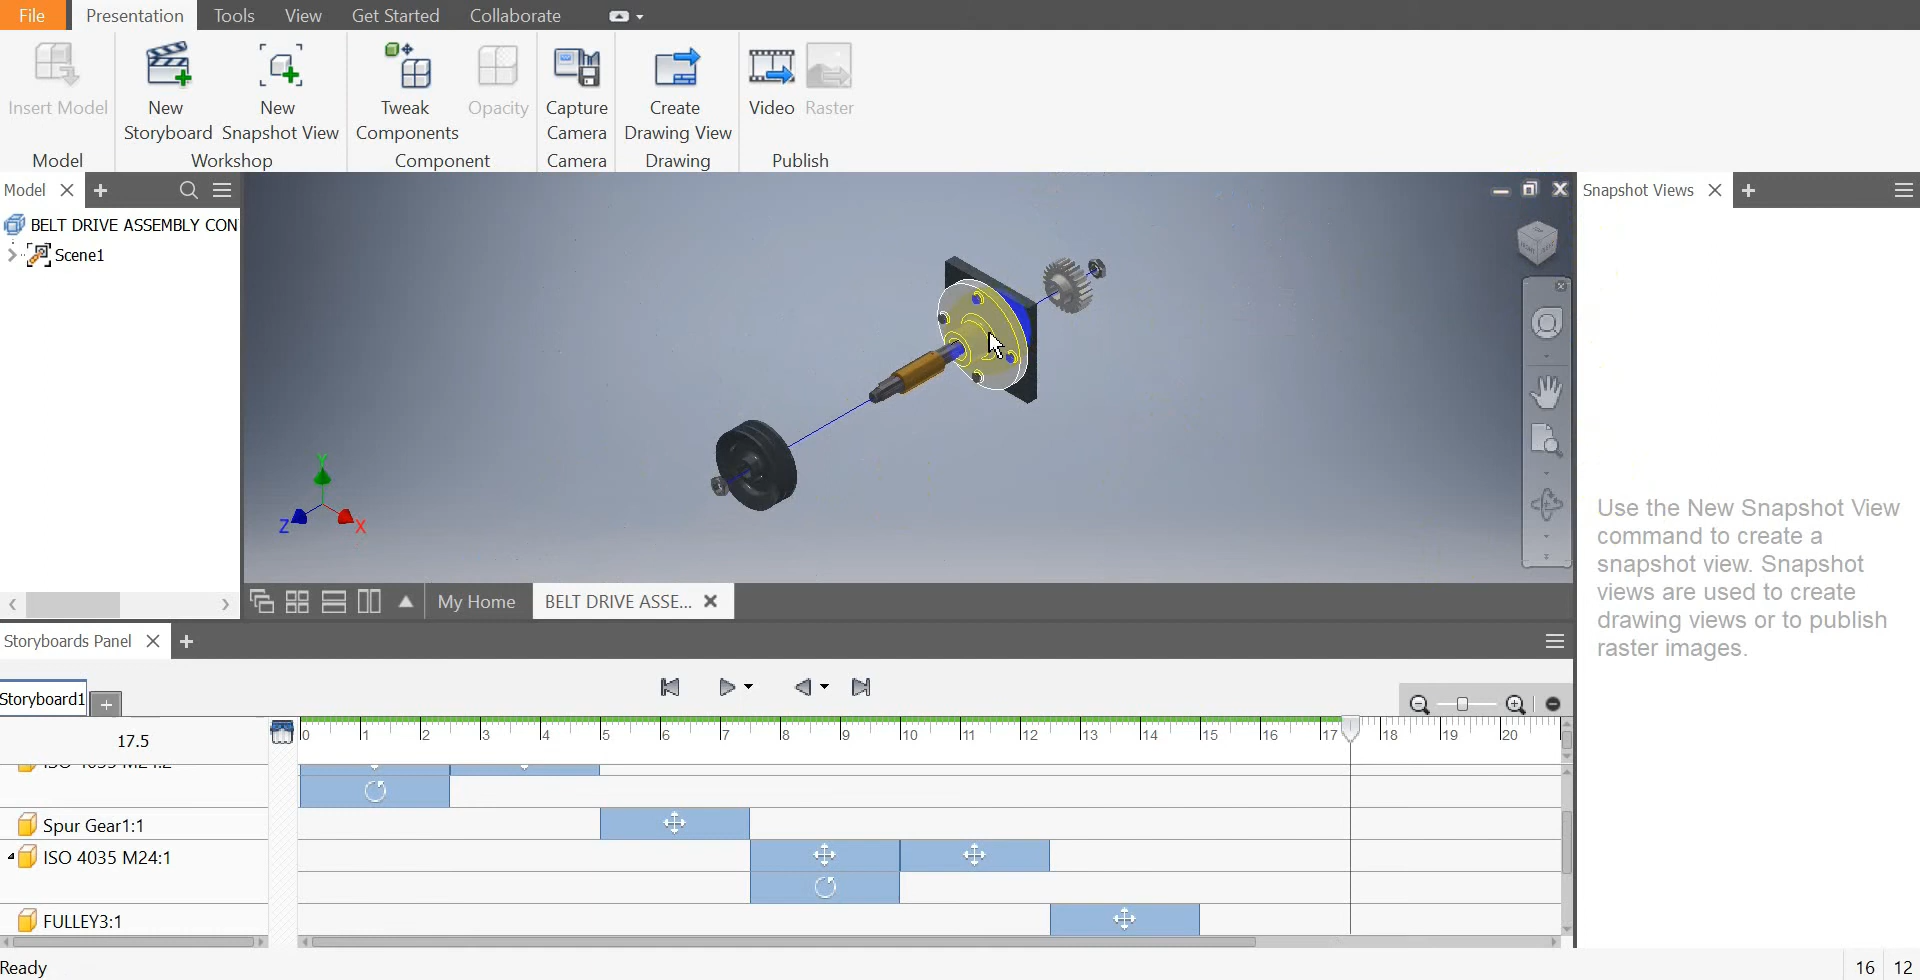 File Presentation Tools View Get Started Collaborate
Insert Model
New Storyboard
New Snapshot View
Tweak Components
Opacity
Capture Camera
Create Drawing View
Video
Raster
Model Workshop Component Camera Drawing Publish
Model
BELT DRIVE ASSEMBLY CON
Scene1
Snapshot Views
Use the New Snapshot View
command to create a
snapshot view. Snapshot
views are used to create
drawing views or to publish
raster images.
Y
Z
X
My Home BELT DRIVE ASSE...
Storyboards Panel
Storyboard1
17.5
0 1 2 3 4 5 6 7 8 9 10 11 12 13 14 15 16 17 18 19 20
Spur Gear1:1
ISO 4035 M24:1
FULLEY3:1
Ready
16 12